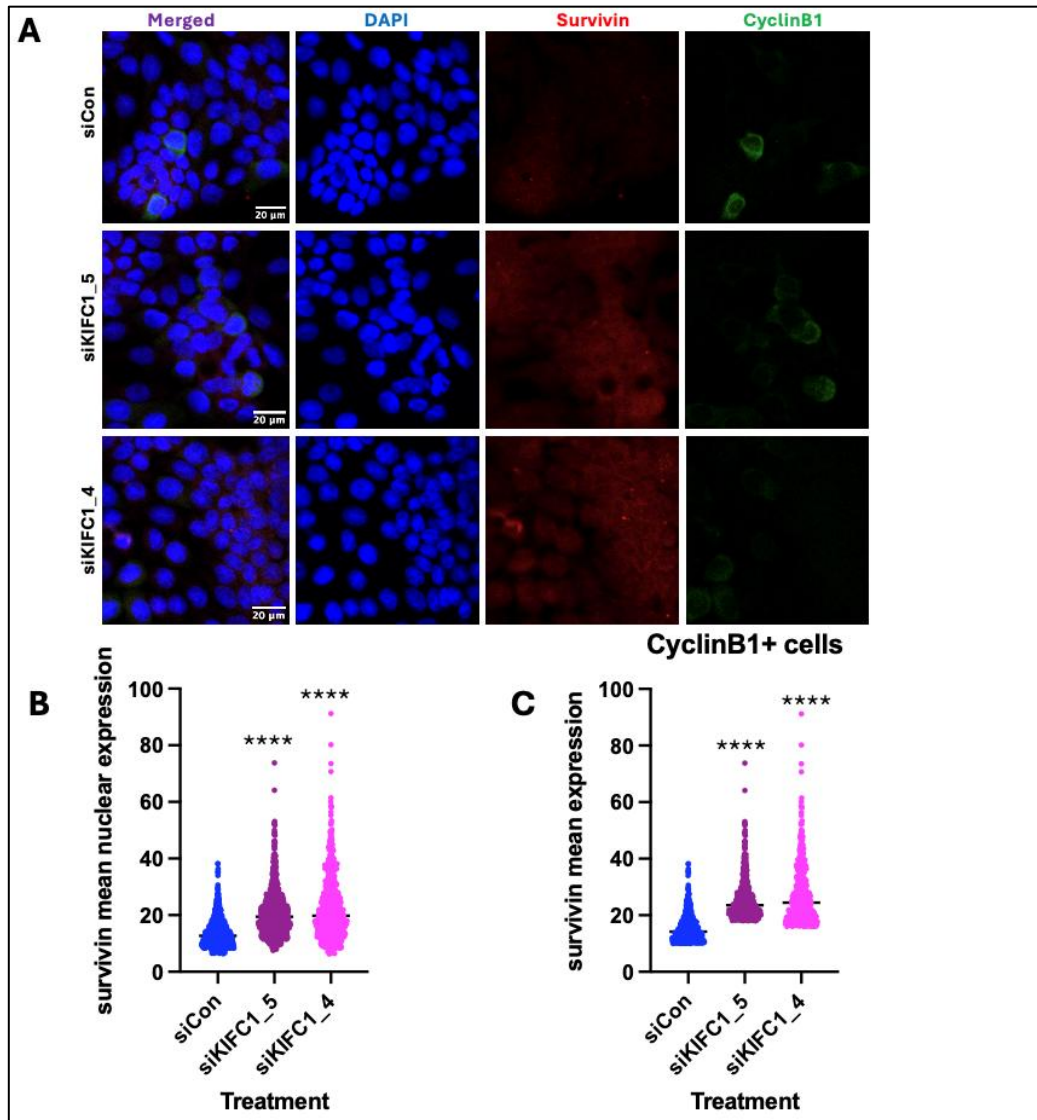 A
Merged DAPI Survivin CyclinB1
siCon
20 µm
siKIFC1_5
20 µm
siKIFC1_4
20 µm
B
survivin mean nuclear expression
100
80
60
40
20
0
****
****
siCon
siKIFC1_5
siKIFC1_4
Treatment
CyclinB1+ cells
C
survivin mean expression
100
80
60
40
20
0
****
****
siCon
siKIFC1_5
siKIFC1_4
Treatment